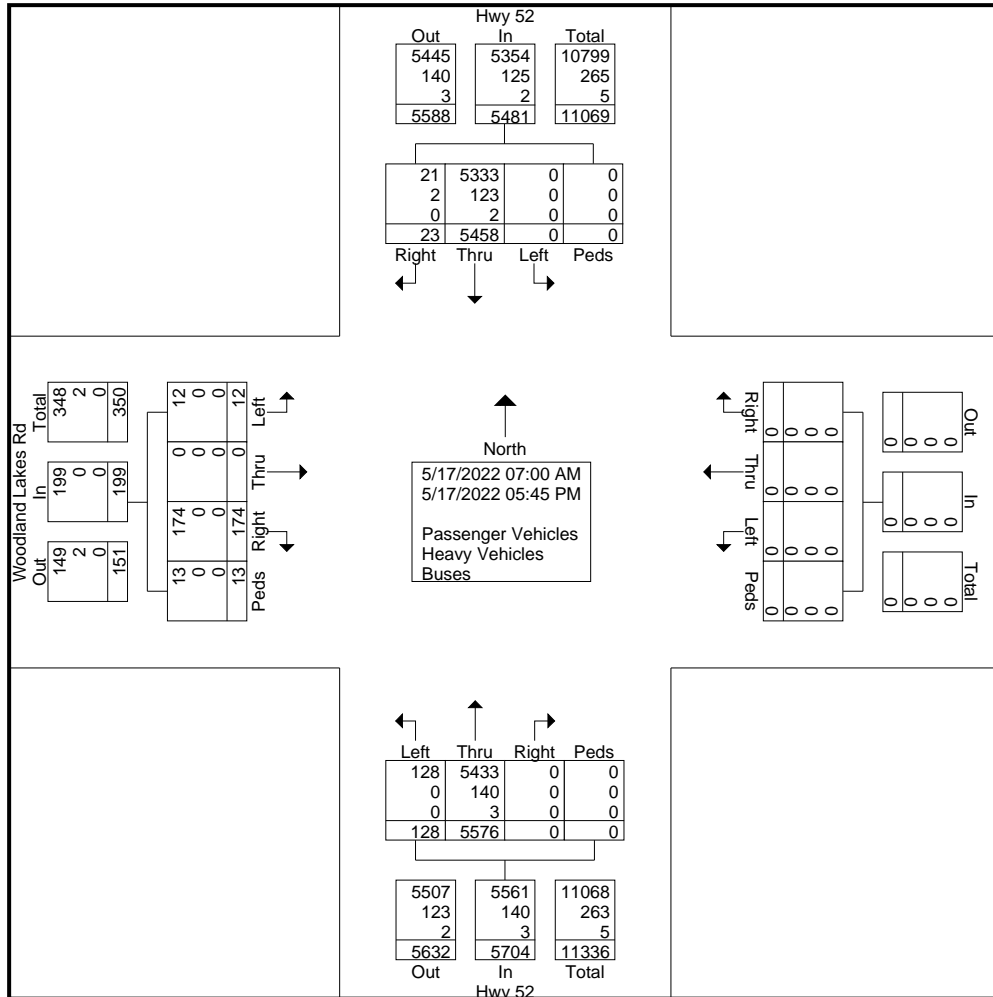 Hwy 52
Out In Total
5445 5354 10799
140 125 265
3 2 5
5588 5481 11069
21 5333 0 0
2 123 0 0
0 2 0 0
23 5458 0 0
Right Thru Left Peds
Woodland Lakes Rd
Total
348 2 0 350
In
199 0 0 199
Out
149 2 0 151
12 0 0 12
Left
0 0 0 0
Thru
174 0 0 174
Right
13 0 0 13
Peds
North
5/17/2022 07:00 AM
5/17/2022 05:45 PM
Passenger Vehicles
Heavy Vehicles
Buses
Right
0 0 0 0
Thru
0 0 0 0
Left
0 0 0 0
Peds
0 0 0 0
Out
0 0 0 0
In
0 0 0 0
Total
0 0 0 0
Left Thru Right Peds
128 5433 0 0
0 140 0 0
0 3 0 0
128 5576 0 0
5507 5561 11068
123 140 263
2 3 5
5632 5704 11336
Out In Total
Hwy 52